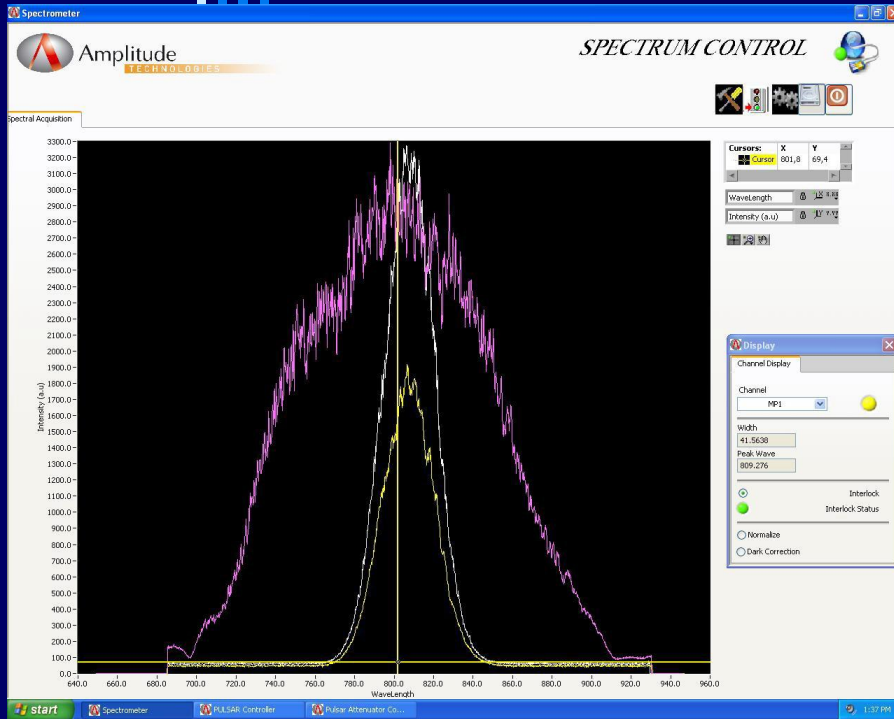 Spectrometer
Amplitude
TECHNOLOGIES
SPECTRUM CONTROL
Spectral Acquisition
3300.0
3200.0
3100.0
3000.0
2900.0
2800.0
2700.0
2600.0
2500.0
2400.0
2300.0
2200.0
2100.0
2000.0
1900.0
1800.0
1700.0
1600.0
1500.0
1400.0
1300.0
1200.0
1100.0
1000.0
900.0
800.0
700.0
600.0
500.0
400.0
300.0
200.0
100.0
0.0
Intensity (a.u)
640.0 660.0 680.0 700.0 720.0 740.0 760.0 780.0 800.0 820.0 840.0 860.0 880.0 900.0 920.0 940.0 960.0
WaveLength
Cursors: X Y
Cursor 801,8 69,4
WaveLength
Intensity (a.u)
Display
Channel Display
Channel
MP1
Width
41.5638
Peak Wave
809.276
Interlock
Interlock Status
Normalize
Dark Correction
start Spectrometer PULSAR Controller Pulsar Attenuator Co... 1:37 PM